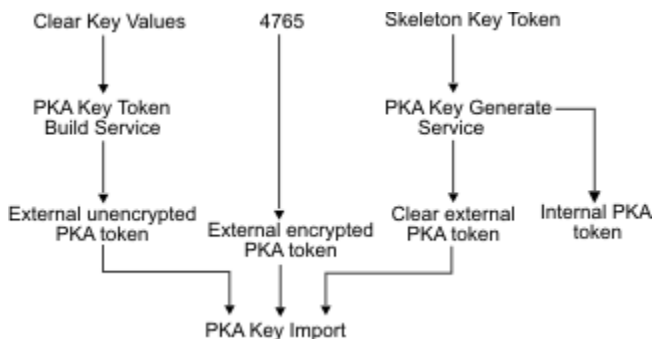 Clear Key Values
4765
Skeleton Key Token
PKA Key Token
Build Service
PKA Key Generate
Service
External unencrypted
PKA token
External encrypted
PKA token
Clear external
PKA token
Internal PKA
token
PKA Key Import